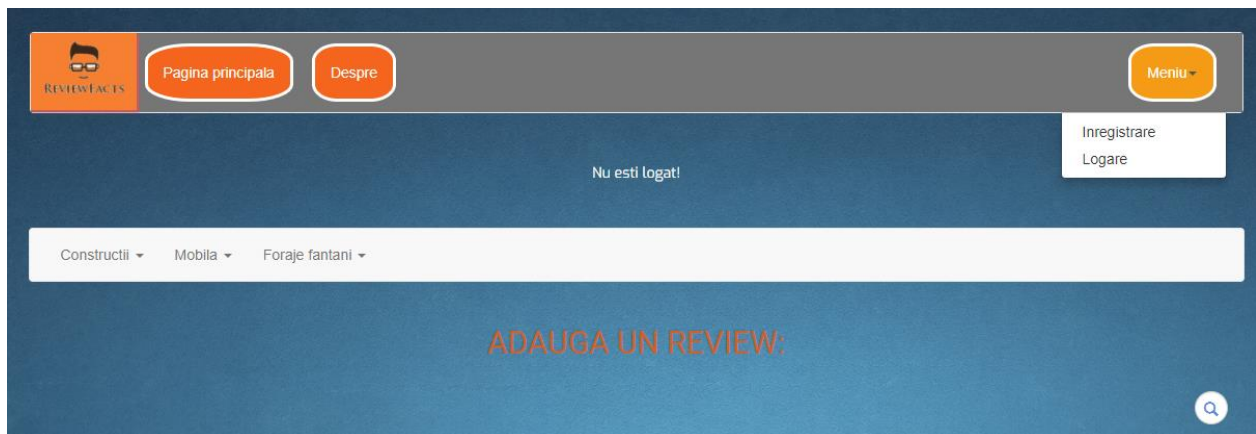 REVIEWFACTS
Pagina principala
Despre
Meniu
Inregistrare
Logare
Nu esti logat!
Constructii
Mobila
Foraje fantani
ADAUGA UN REVIEW: